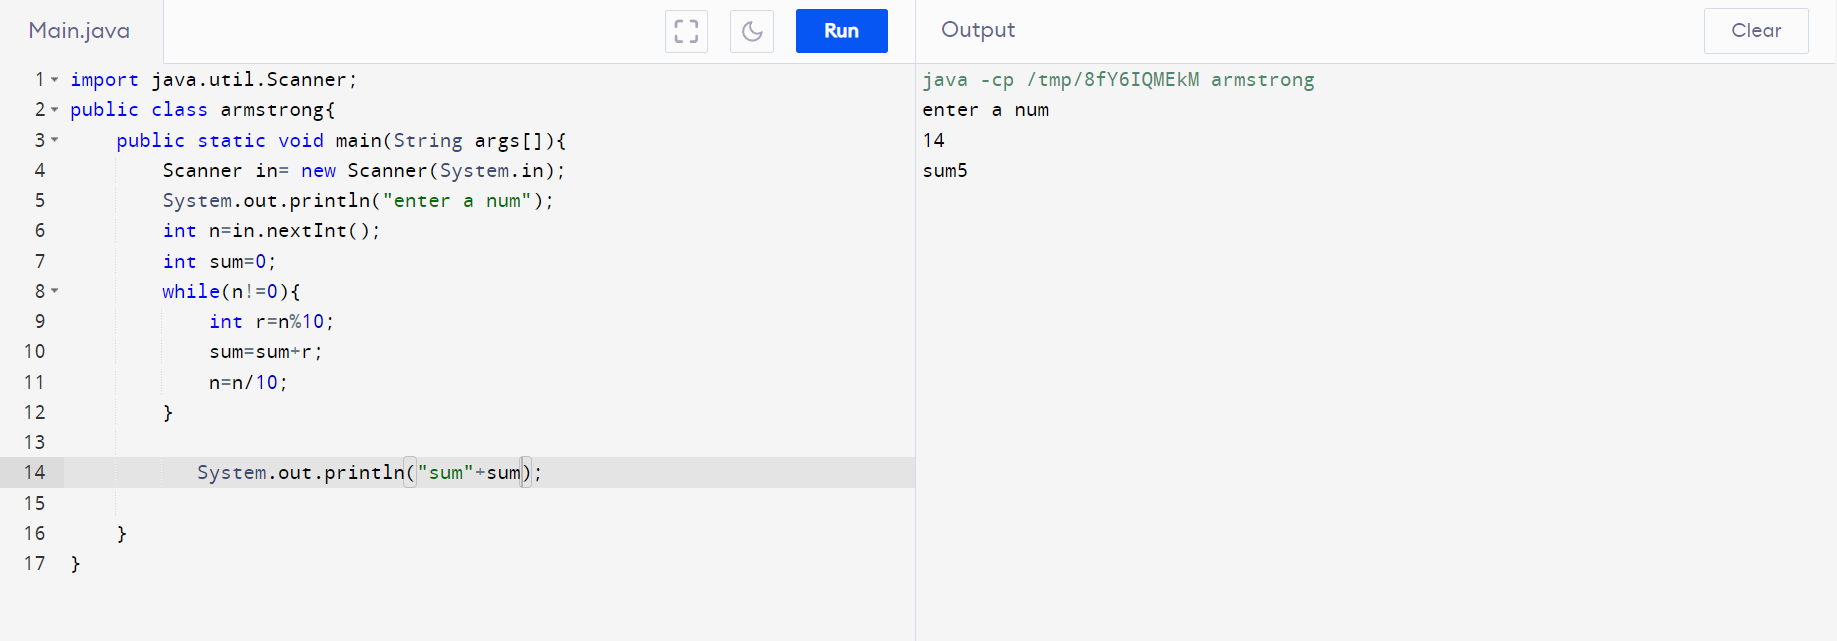 Main.java
Run
Output
Clear
1 import java.util.Scanner;
2 public class armstrong{
3     public static void main(String args[]){
4         Scanner in= new Scanner(System.in);
5         System.out.println("enter a num");
6         int n=in.nextInt();
7         int sum=0;
8         while(n!=0){
9             int r=n%10;
10             sum=sum+r;
11             n=n/10;
12         }
13
14            System.out.println("sum"+sum);
15
16     }
17 }
java -cp /tmp/8fY6IQMEkM armstrong
enter a num
14
sum5